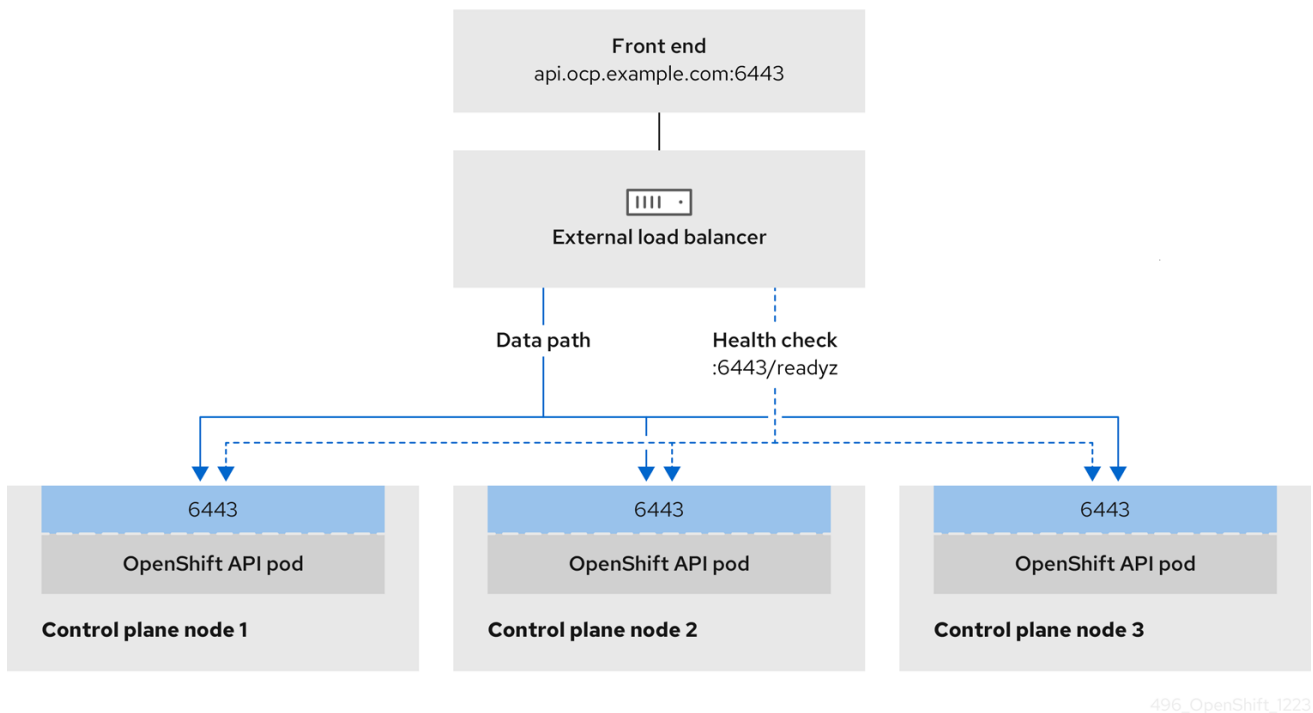 Front end
api.ocp.example.com:6443
External load balancer
Data path
Health check
:6443/readyz
6443
6443
6443
OpenShift API pod
OpenShift API pod
OpenShift API pod
Control plane node 1
Control plane node 2
Control plane node 3
496_OpenShift_1223